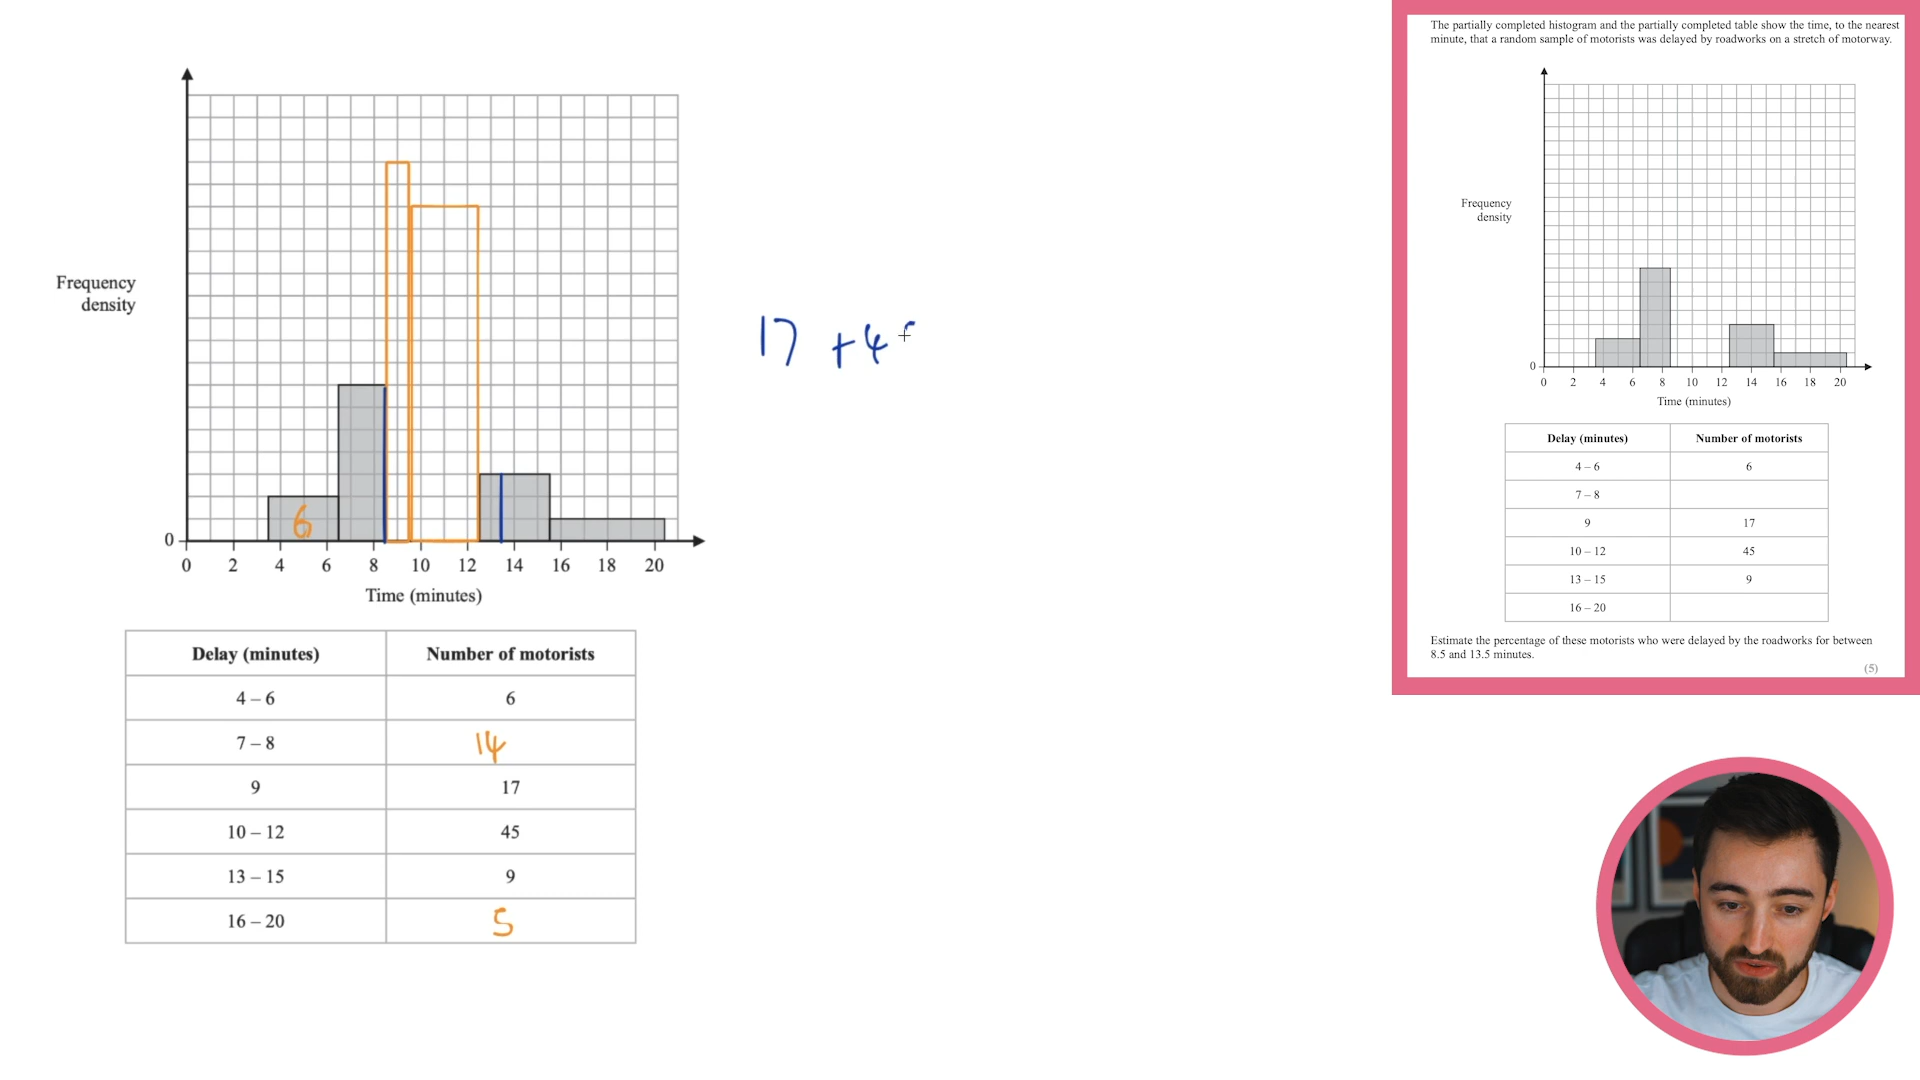 Frequency
density
6
0
0 2 4 6 8 10 12 14 16 18 20
Time (minutes)
17 + 4
Delay (minutes) Number of motorists
4 – 6 6
7 – 8 14
9 17
10 – 12 45
13 – 15 9
16 – 20 5
The partially completed histogram and the partially completed table show the time, to the nearest
minute, that a random sample of motorists was delayed by roadworks on a stretch of motorway.
Frequency
density
0
0 2 4 6 8 10 12 14 16 18 20
Time (minutes)
Delay (minutes) Number of motorists
4 – 6 6
7 – 8
9 17
10 – 12 45
13 – 15 9
16 – 20
Estimate the percentage of these motorists who were delayed by the roadworks for between
8.5 and 13.5 minutes.
(5)